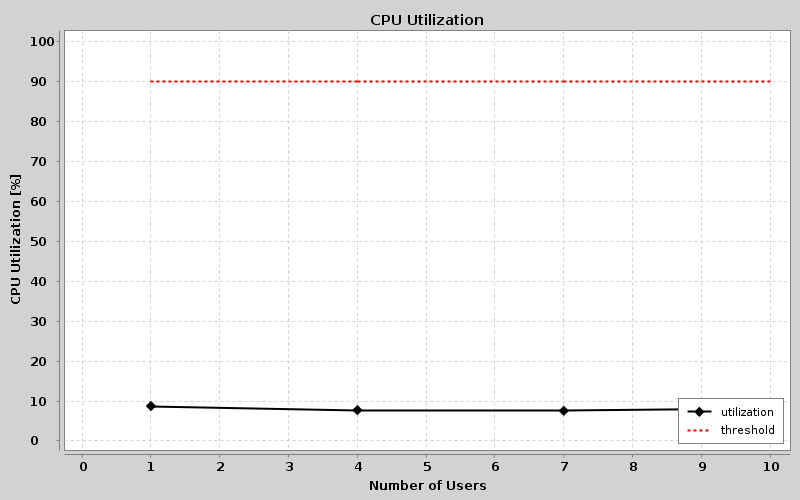 CPU Utilization
CPU Utilization [%]
100
90
80
70
60
50
40
30
20
10
0
0 1 2 3 4 5 6 7 8 9 10
Number of Users
utilization
threshold